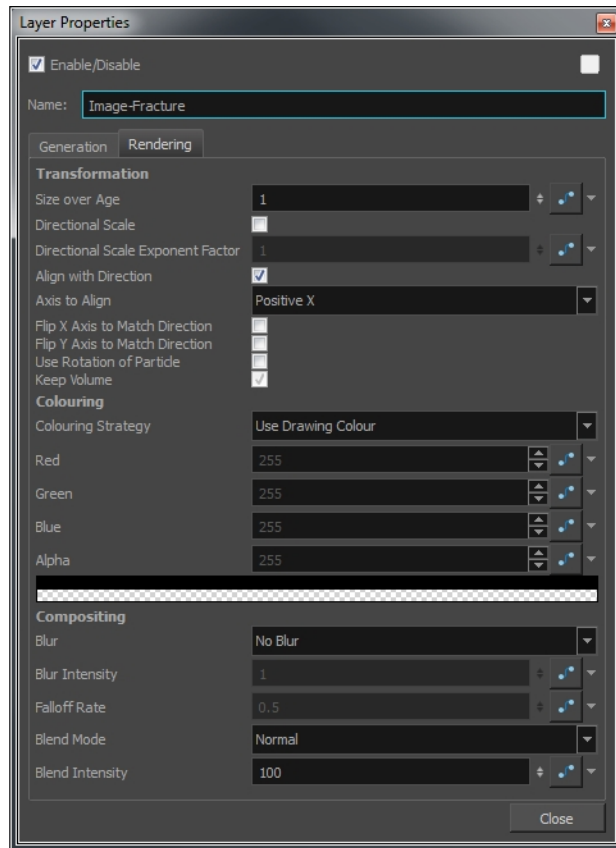 Layer Properties
Enable/Disable
Name: Image-Fracture
Generation Rendering
Transformation
Size over Age 1
Directional Scale
Directional Scale Exponent Factor 1
Align with Direction
Axis to Align Positive X
Flip X Axis to Match Direction
Flip Y Axis to Match Direction
Use Rotation of Particle
Keep Volume
Colouring
Colouring Strategy Use Drawing Colour
Red 255
Green 255
Blue 255
Alpha 255
Compositing
Blur No Blur
Blur Intensity 1
Falloff Rate 0.5
Blend Mode Normal
Blend Intensity 100
Close